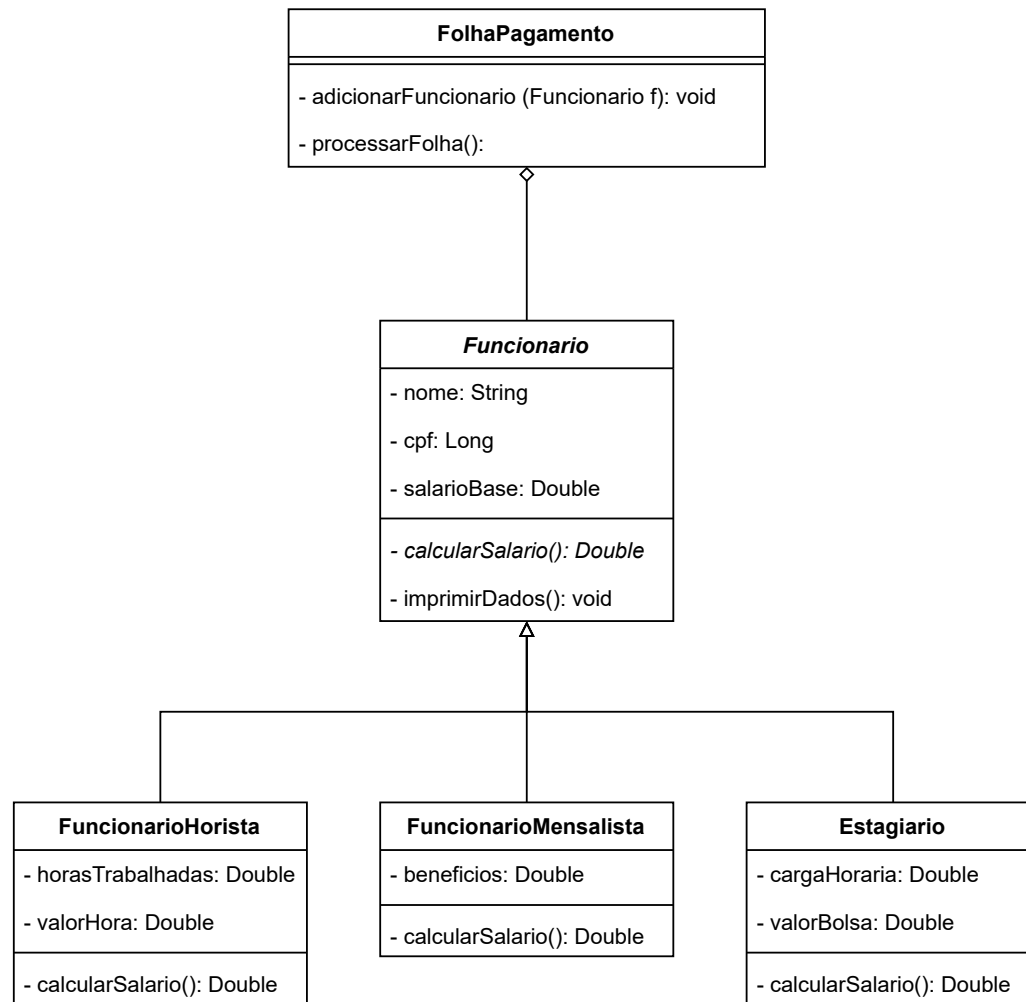 FolhaPagamento
- adicionarFuncionario (Funcionario f): void
- processarFolha():
Funcionario
- nome: String
- cpf: Long
- salarioBase: Double
- calcularSalario(): Double
- imprimirDados(): void
FuncionarioHorista
- horasTrabalhadas: Double
- valorHora: Double
- calcularSalario(): Double
FuncionarioMensalista
- beneficios: Double
- calcularSalario(): Double
Estagiario
- cargaHoraria: Double
- valorBolsa: Double
- calcularSalario(): Double